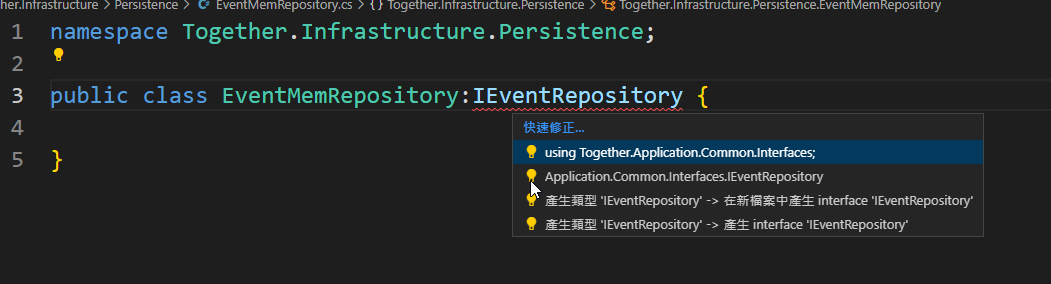 her.Infrastructure > Persistence > EventMemRepository.cs > {} Together.Infrastructure.Persistence > Together.Infrastructure.Persistence.EventMemRepository
1 namespace Together.Infrastructure.Persistence;
2
3 public class EventMemRepository:IEventRepository {
快速修正...
4
using Together.Application.Common.Interfaces;
5 }
Application.Common.Interfaces.IEventRepository
產生類型 'IEventRepository' -> 在新檔案中產生 interface 'IEventRepository'
產生類型 'IEventRepository' -> 產生 interface 'IEventRepository'